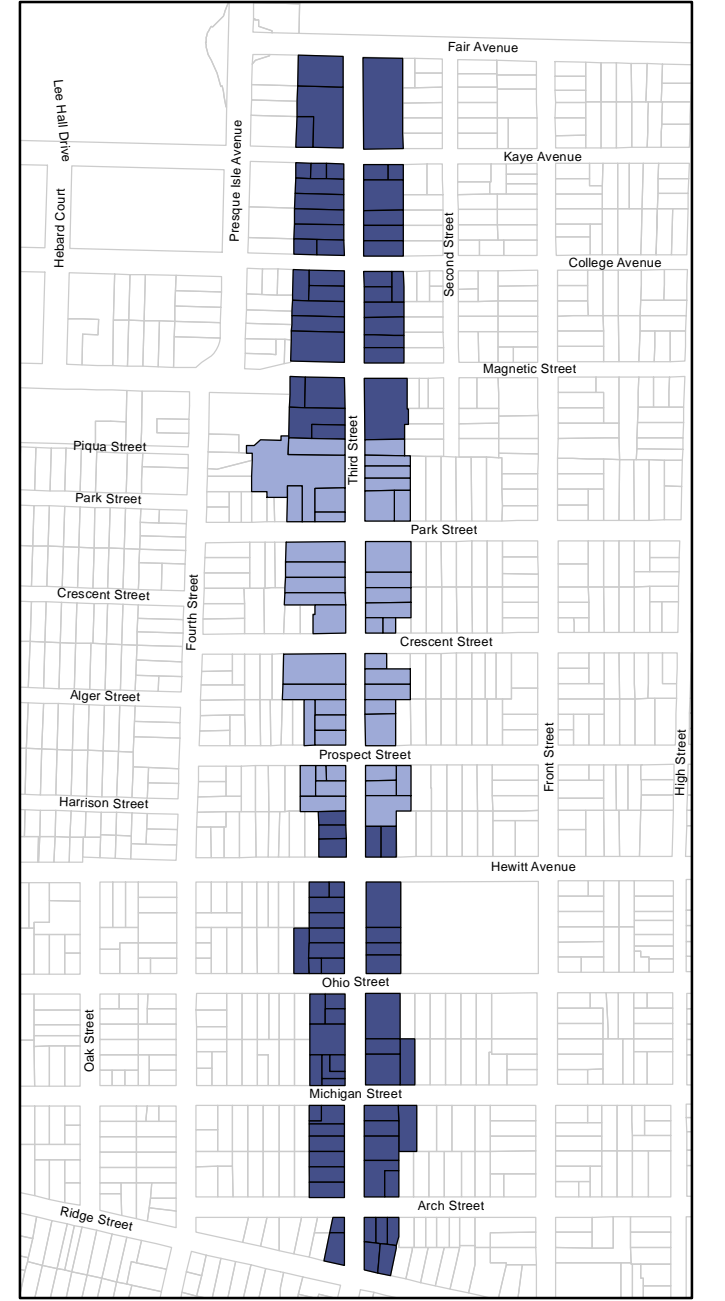 Fair Avenue
Lee Hall Drive
Presque Isle Avenue
Kaye Avenue
Hebard Court
Second Street
College Avenue
Magnetic Street
Third Street
Piqua Street
Park Street
Park Street
Crescent Street
Fourth Street
Crescent Street
Alger Street
Prospect Street
Front Street
High Street
Harrison Street
Hewitt Avenue
Ohio Street
Oak Street
Michigan Street
Arch Street
Ridge Street